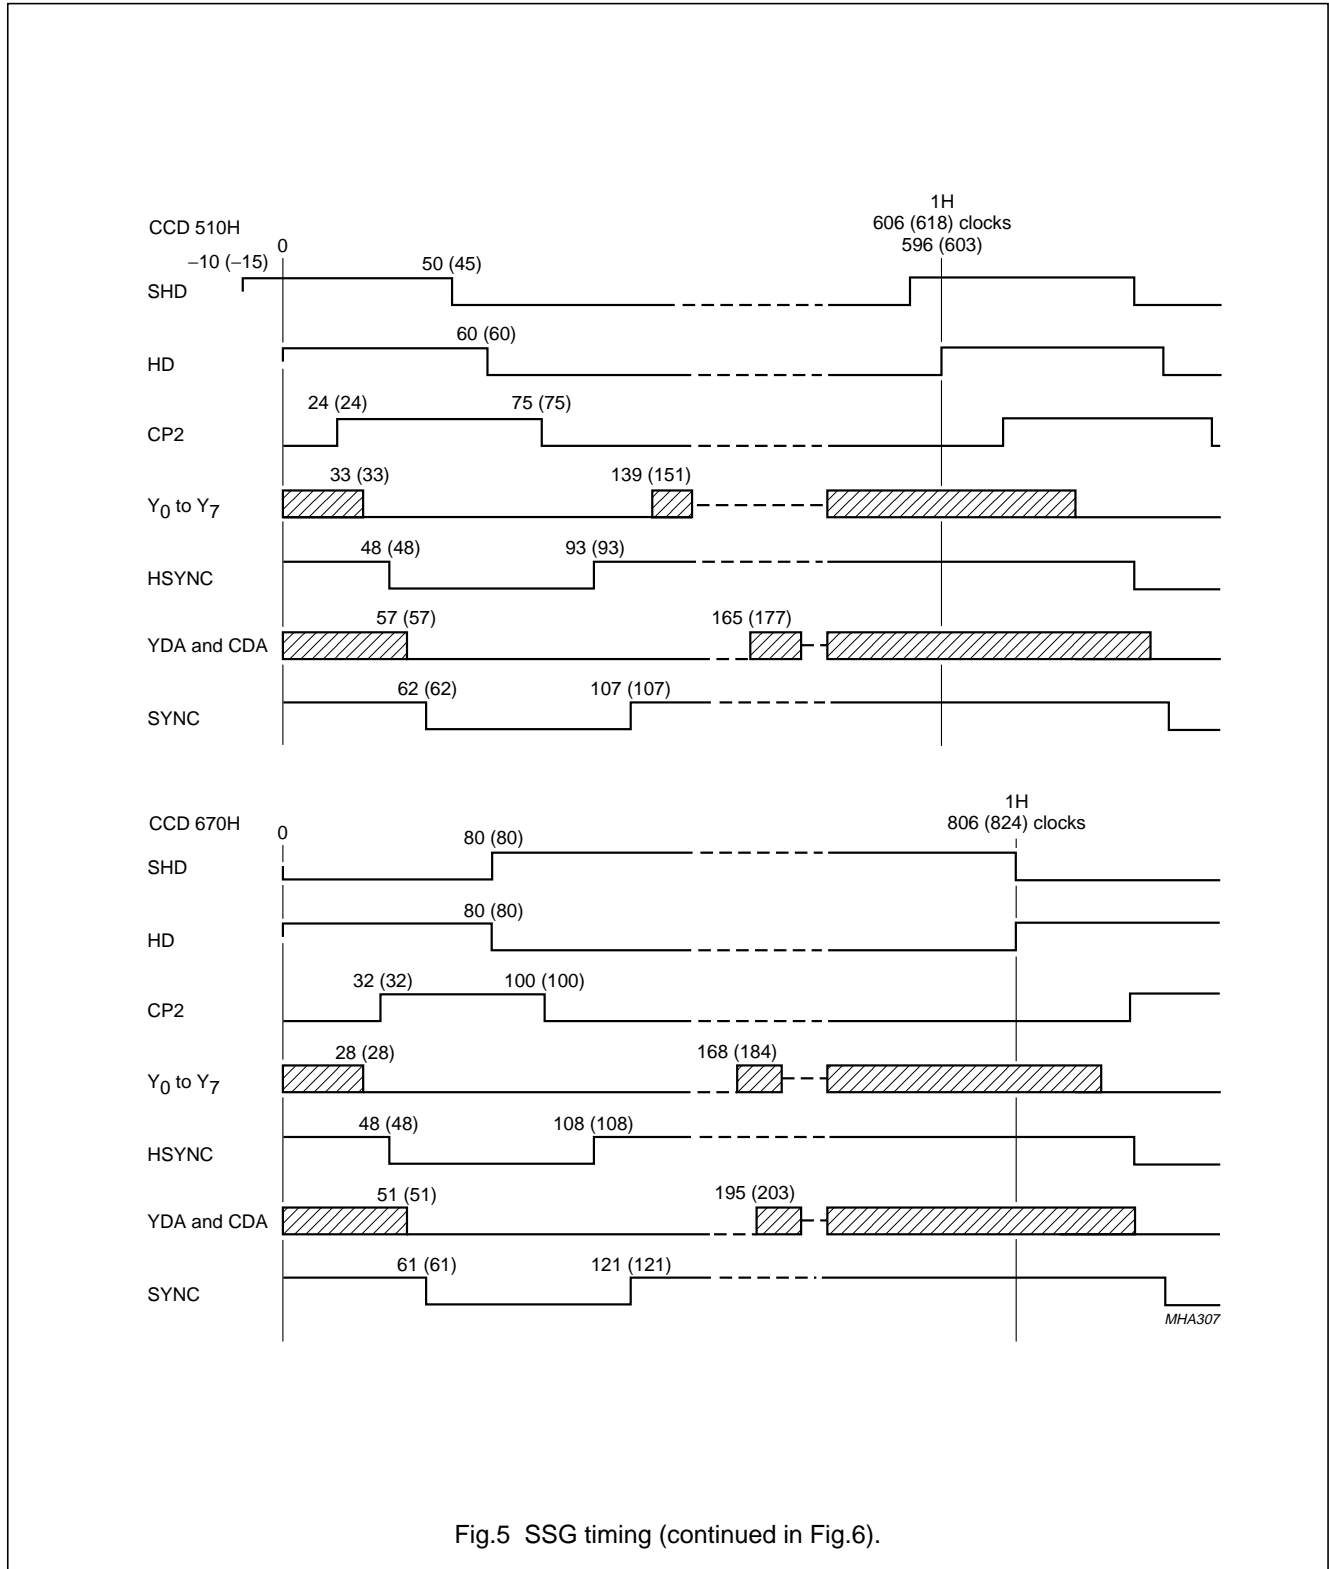 1H
CCD 510H
606 (618) clocks
0
596 (603)
−10 (−15)
50 (45)
SHD
60 (60)
HD
24 (24)
75 (75)
CP2
33 (33)
139 (151)
Y0 to Y7
48 (48)
93 (93)
HSYNC
57 (57)
165 (177)
YDA and CDA
62 (62)
107 (107)
SYNC
1H
CCD 670H
0
806 (824) clocks
80 (80)
SHD
80 (80)
HD
32 (32)
100 (100)
CP2
28 (28)
168 (184)
Y0 to Y7
48 (48)
108 (108)
HSYNC
51 (51)
195 (203)
YDA and CDA
61 (61)
121 (121)
SYNC
MHA307
Fig.5 SSG timing (continued in Fig.6).